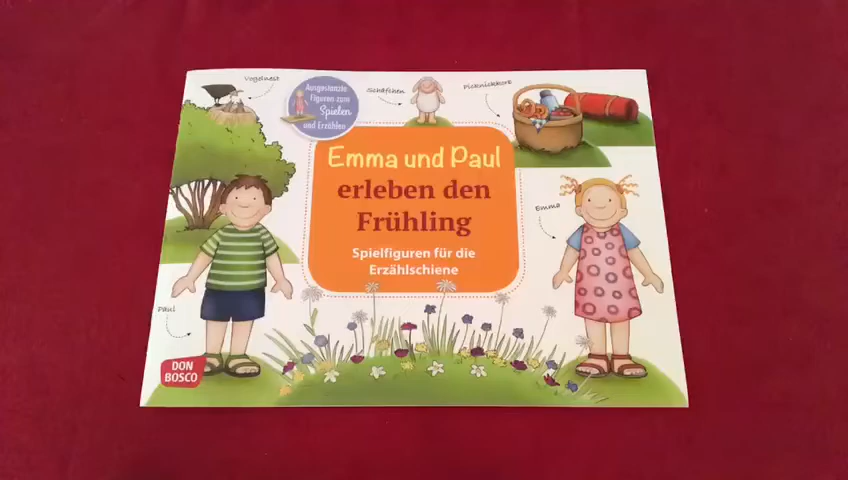 Vogelnest
Ausgestanzte
Figuren zum
Spielen
und Erzählen
Schäfchen
Picknickkorb
Emma und Paul
erleben den
Frühling
Spielfiguren für die
Erzählschiene
Emma
Paul
DON
BOSCO